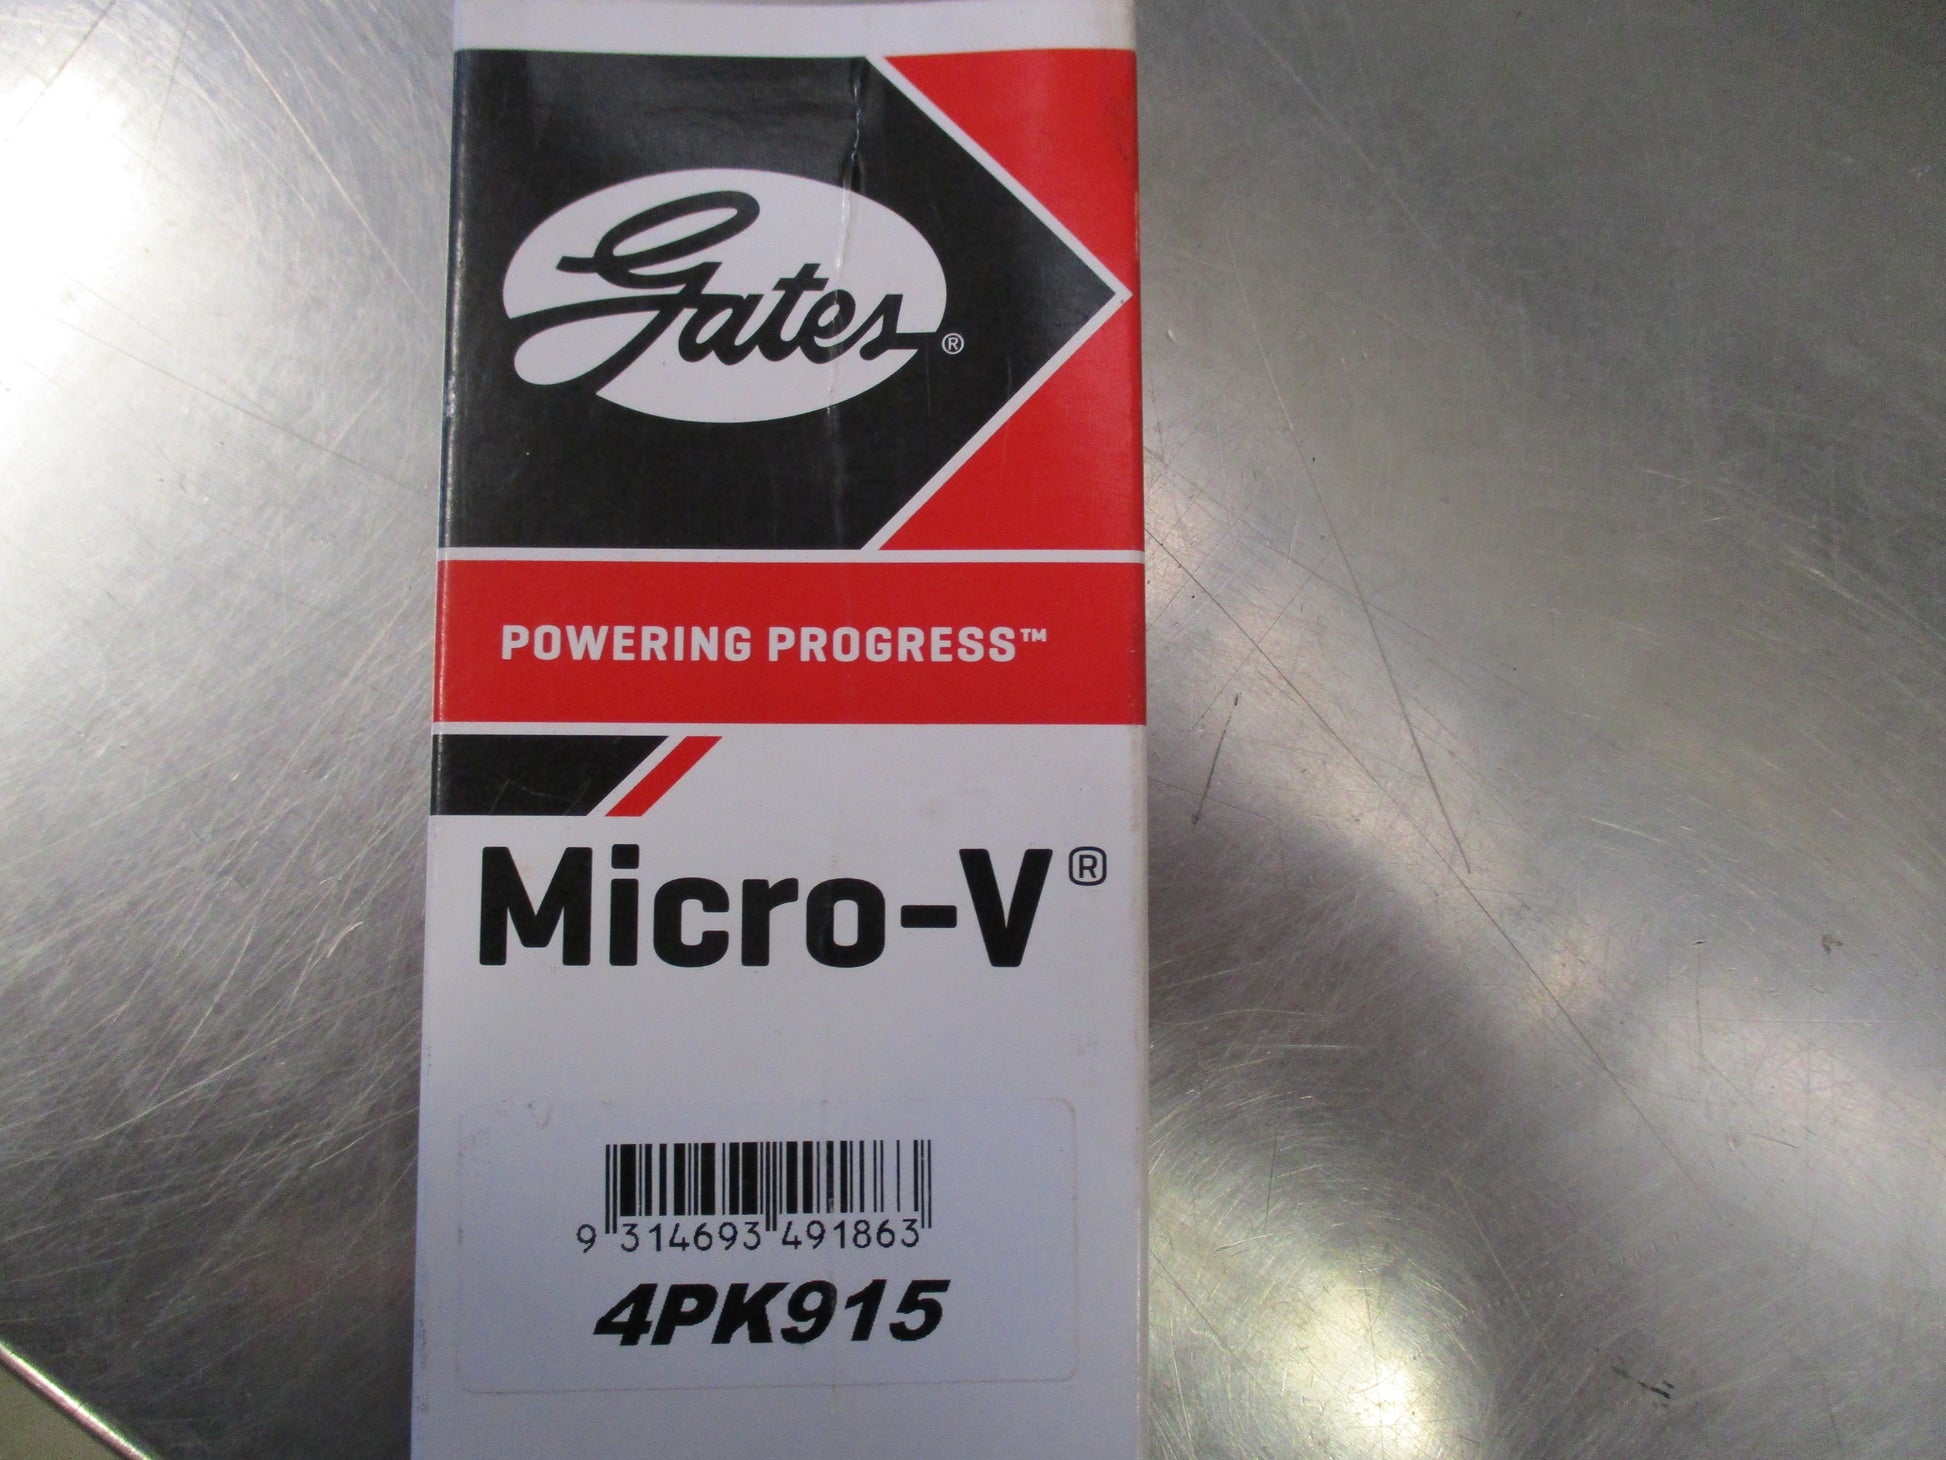 Gates®
POWERING PROGRESS™
Micro-V®
9 314693 491863
4PK915